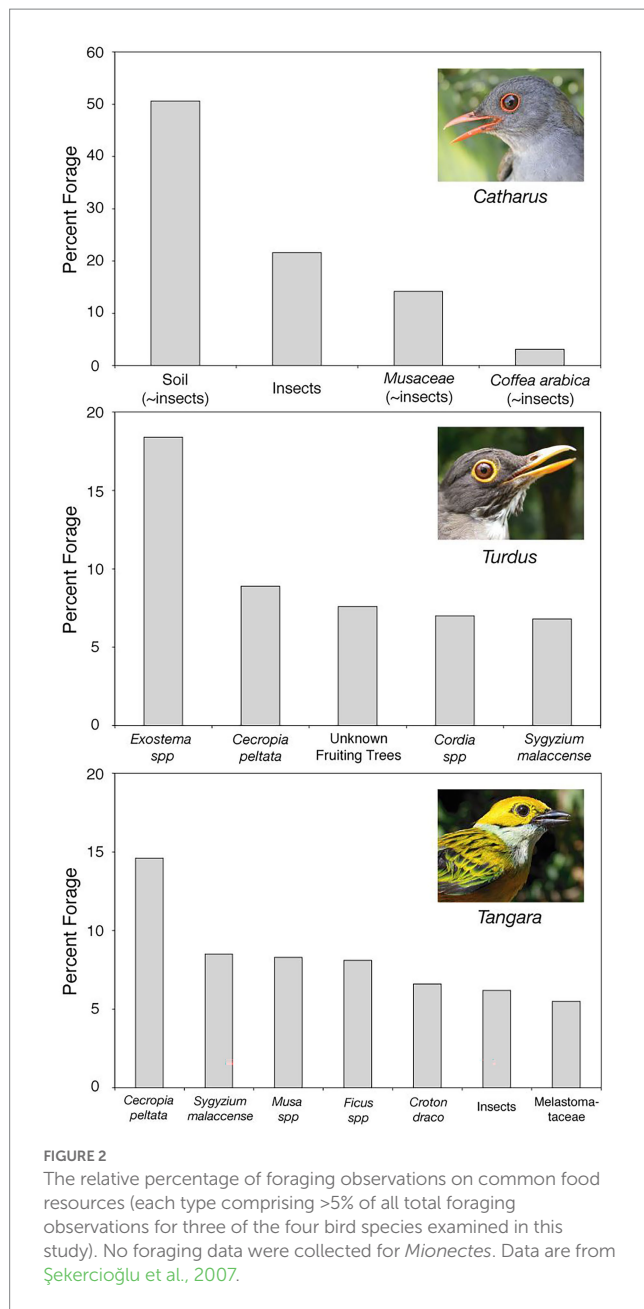 60
50
40
30
20
10
0
Percent Forage
Catharus
Soil
(~insects)
Insects
Musaceae
(~insects)
Coffea arabica
(~insects)
20
15
10
5
0
Percent Forage
Turdus
Exostema
spp
Cecropia
peltata
Unknown
Fruiting Trees
Cordia
spp
Sygyzium
malaccense
20
15
10
5
0
Percent Forage
Tangara
Cecropia
peltata
Sygyzium
malaccense
Musa
spp
Ficus
spp
Croton
draco
Insects
Melastoma-
taceae
FIGURE 2
The relative percentage of foraging observations on common food
resources (each type comprising >5% of all total foraging
observations for three of the four bird species examined in this
study). No foraging data were collected for Mionectes. Data are from
Şekercioğlu et al., 2007.